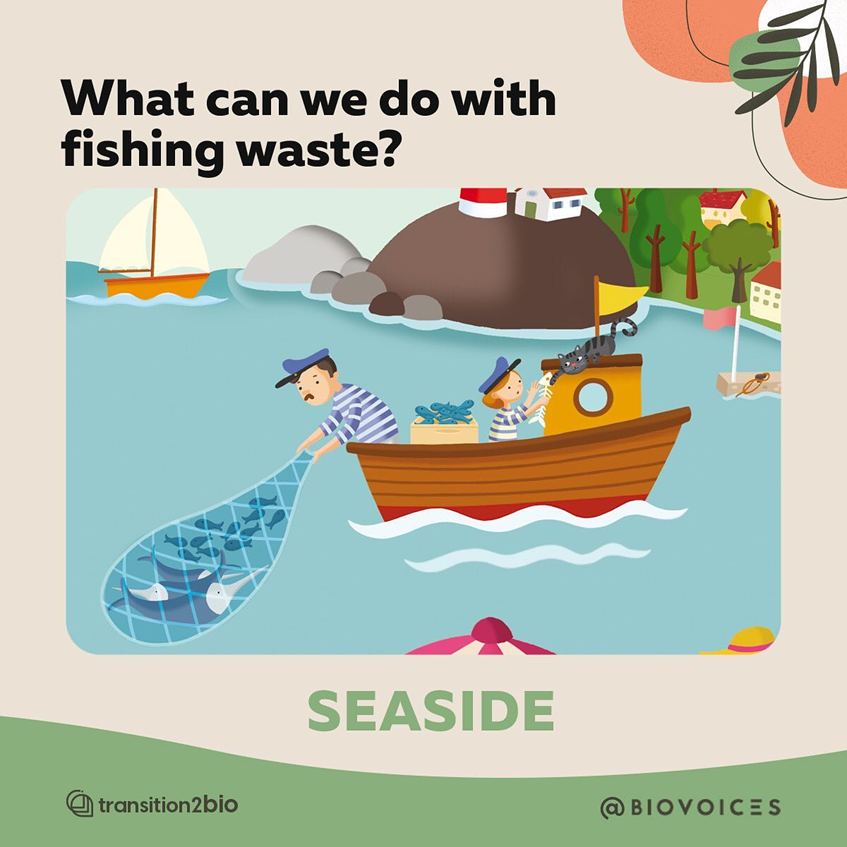 What can we do with
fishing waste?
SEASIDE
transition2bio
@BIOVOICES